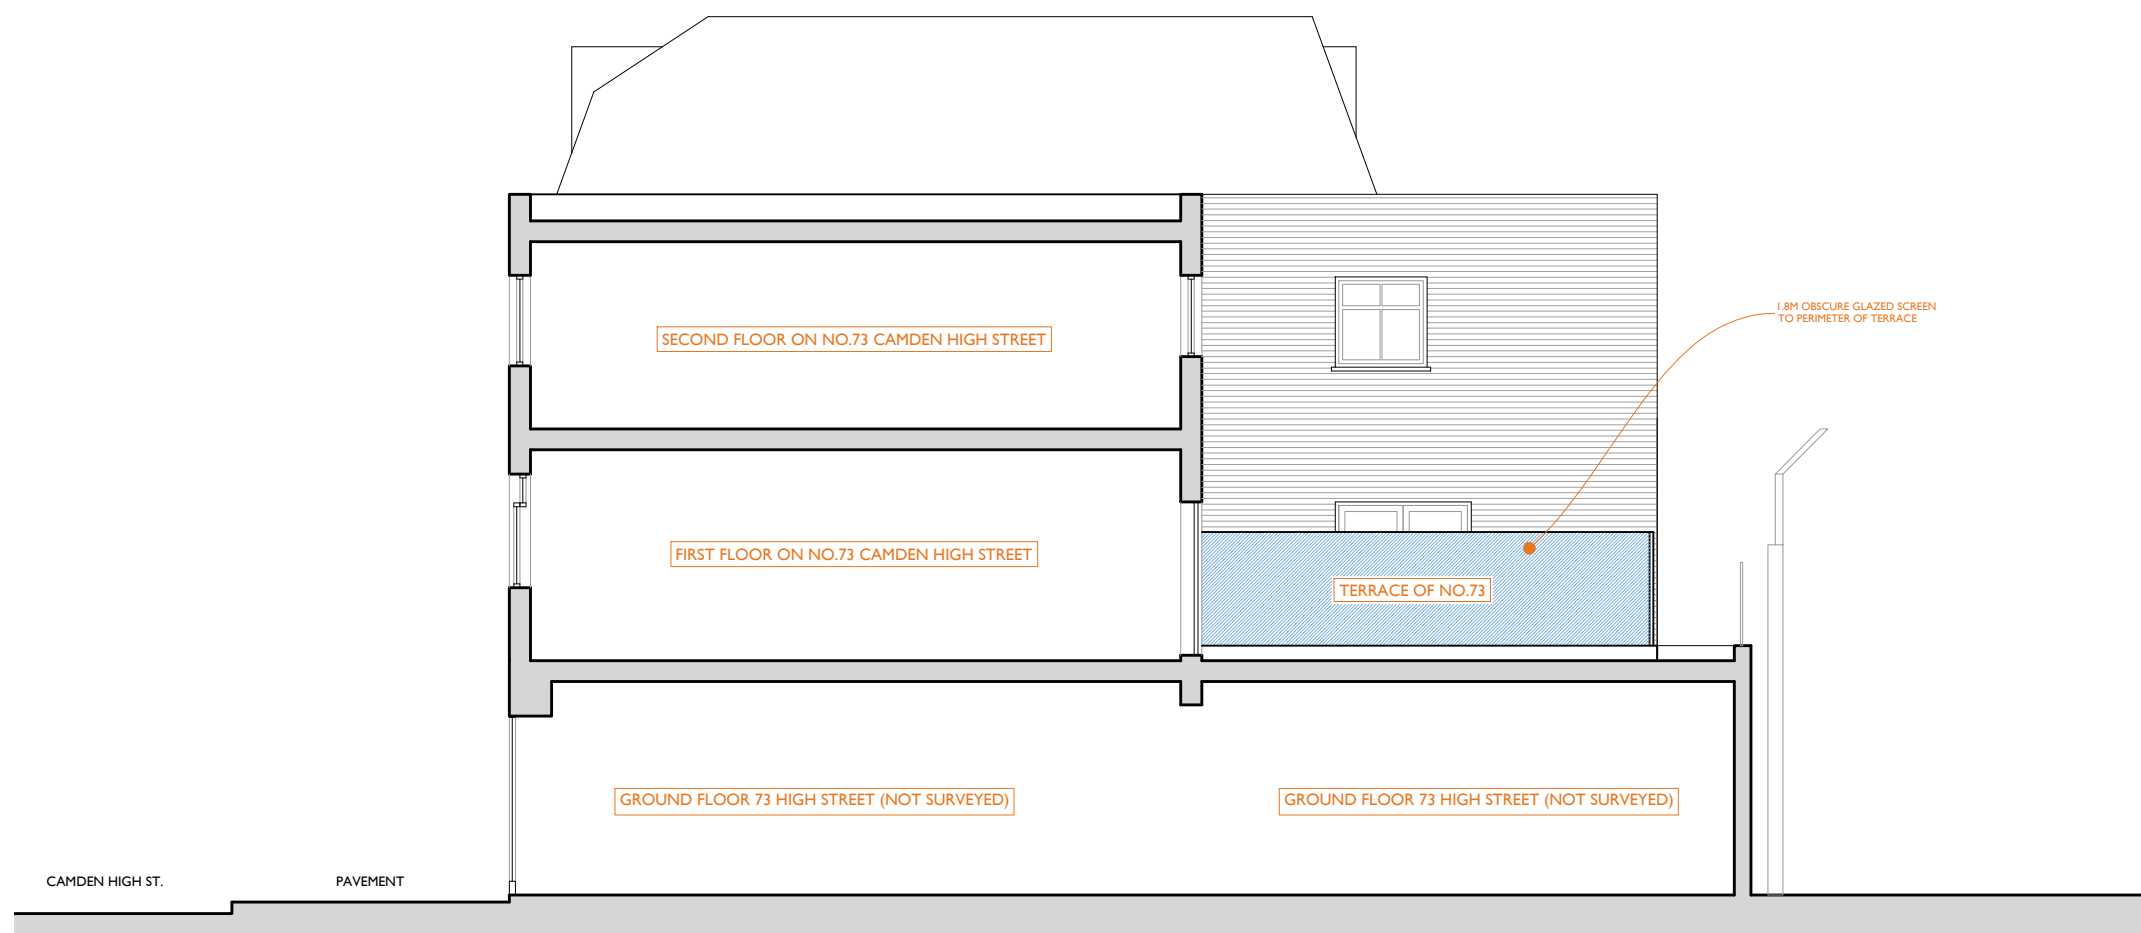 1.8M OBSCURE GLAZED SCREEN
TO PERIMETER OF TERRACE
SECOND FLOOR ON NO.73 CAMDEN HIGH STREET
FIRST FLOOR ON NO.73 CAMDEN HIGH STREET
TERRACE OF NO.73
GROUND FLOOR 73 HIGH STREET (NOT SURVEYED)
GROUND FLOOR 73 HIGH STREET (NOT SURVEYED)
CAMDEN HIGH ST.
PAVEMENT